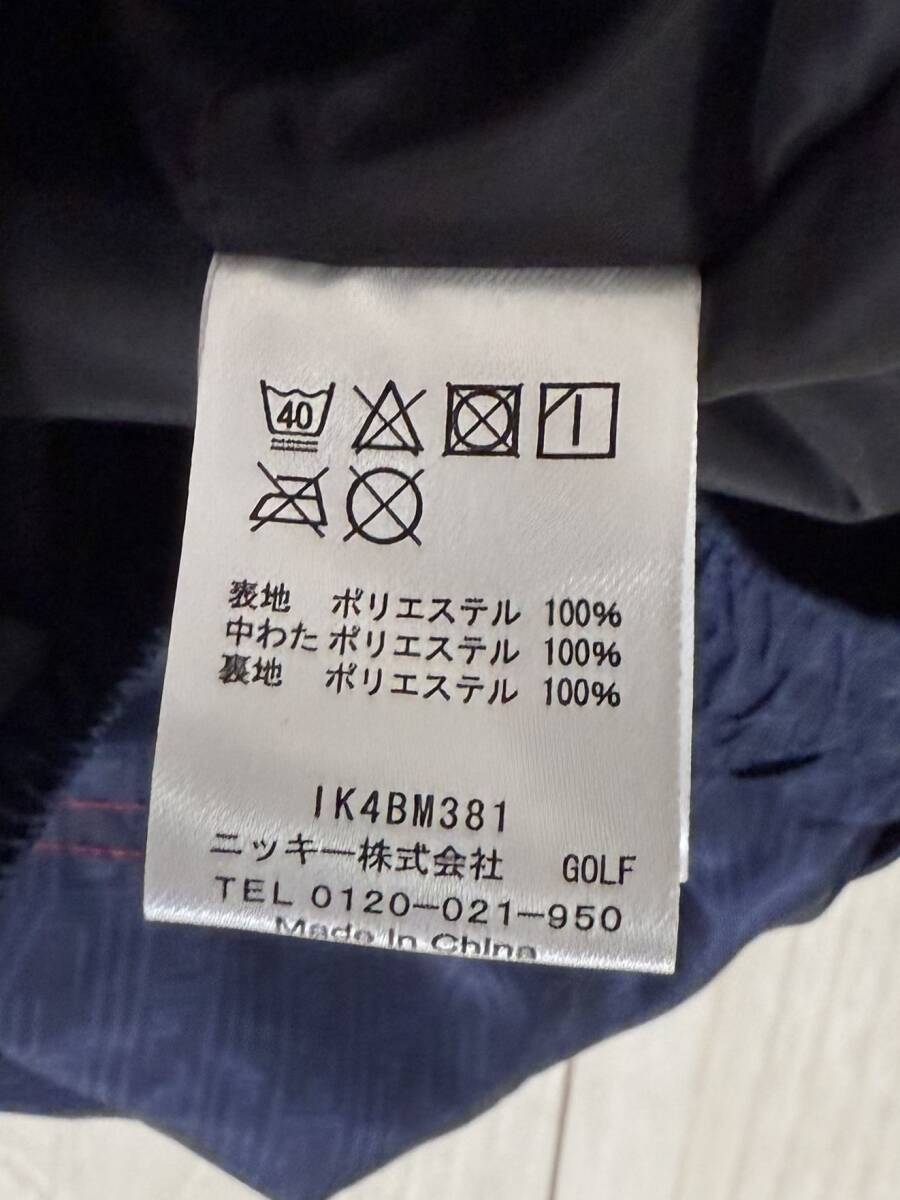 40
表地 ポリエステル 100%
中わた ポリエステル 100%
裏地 ポリエステル 100%
IK4BM381
ニッキー株式会社 GOLF
TEL 0120-021-950
Made In China